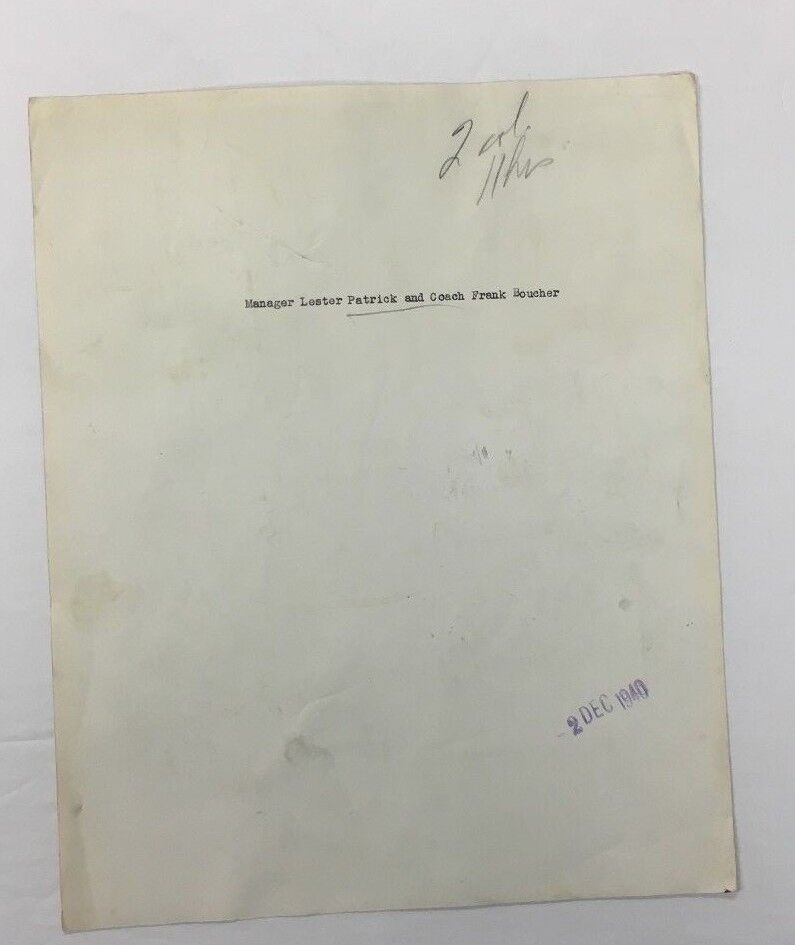 2 col.
Manager Lester Patrick and Coach Frank Boucher
2 DEC 1940